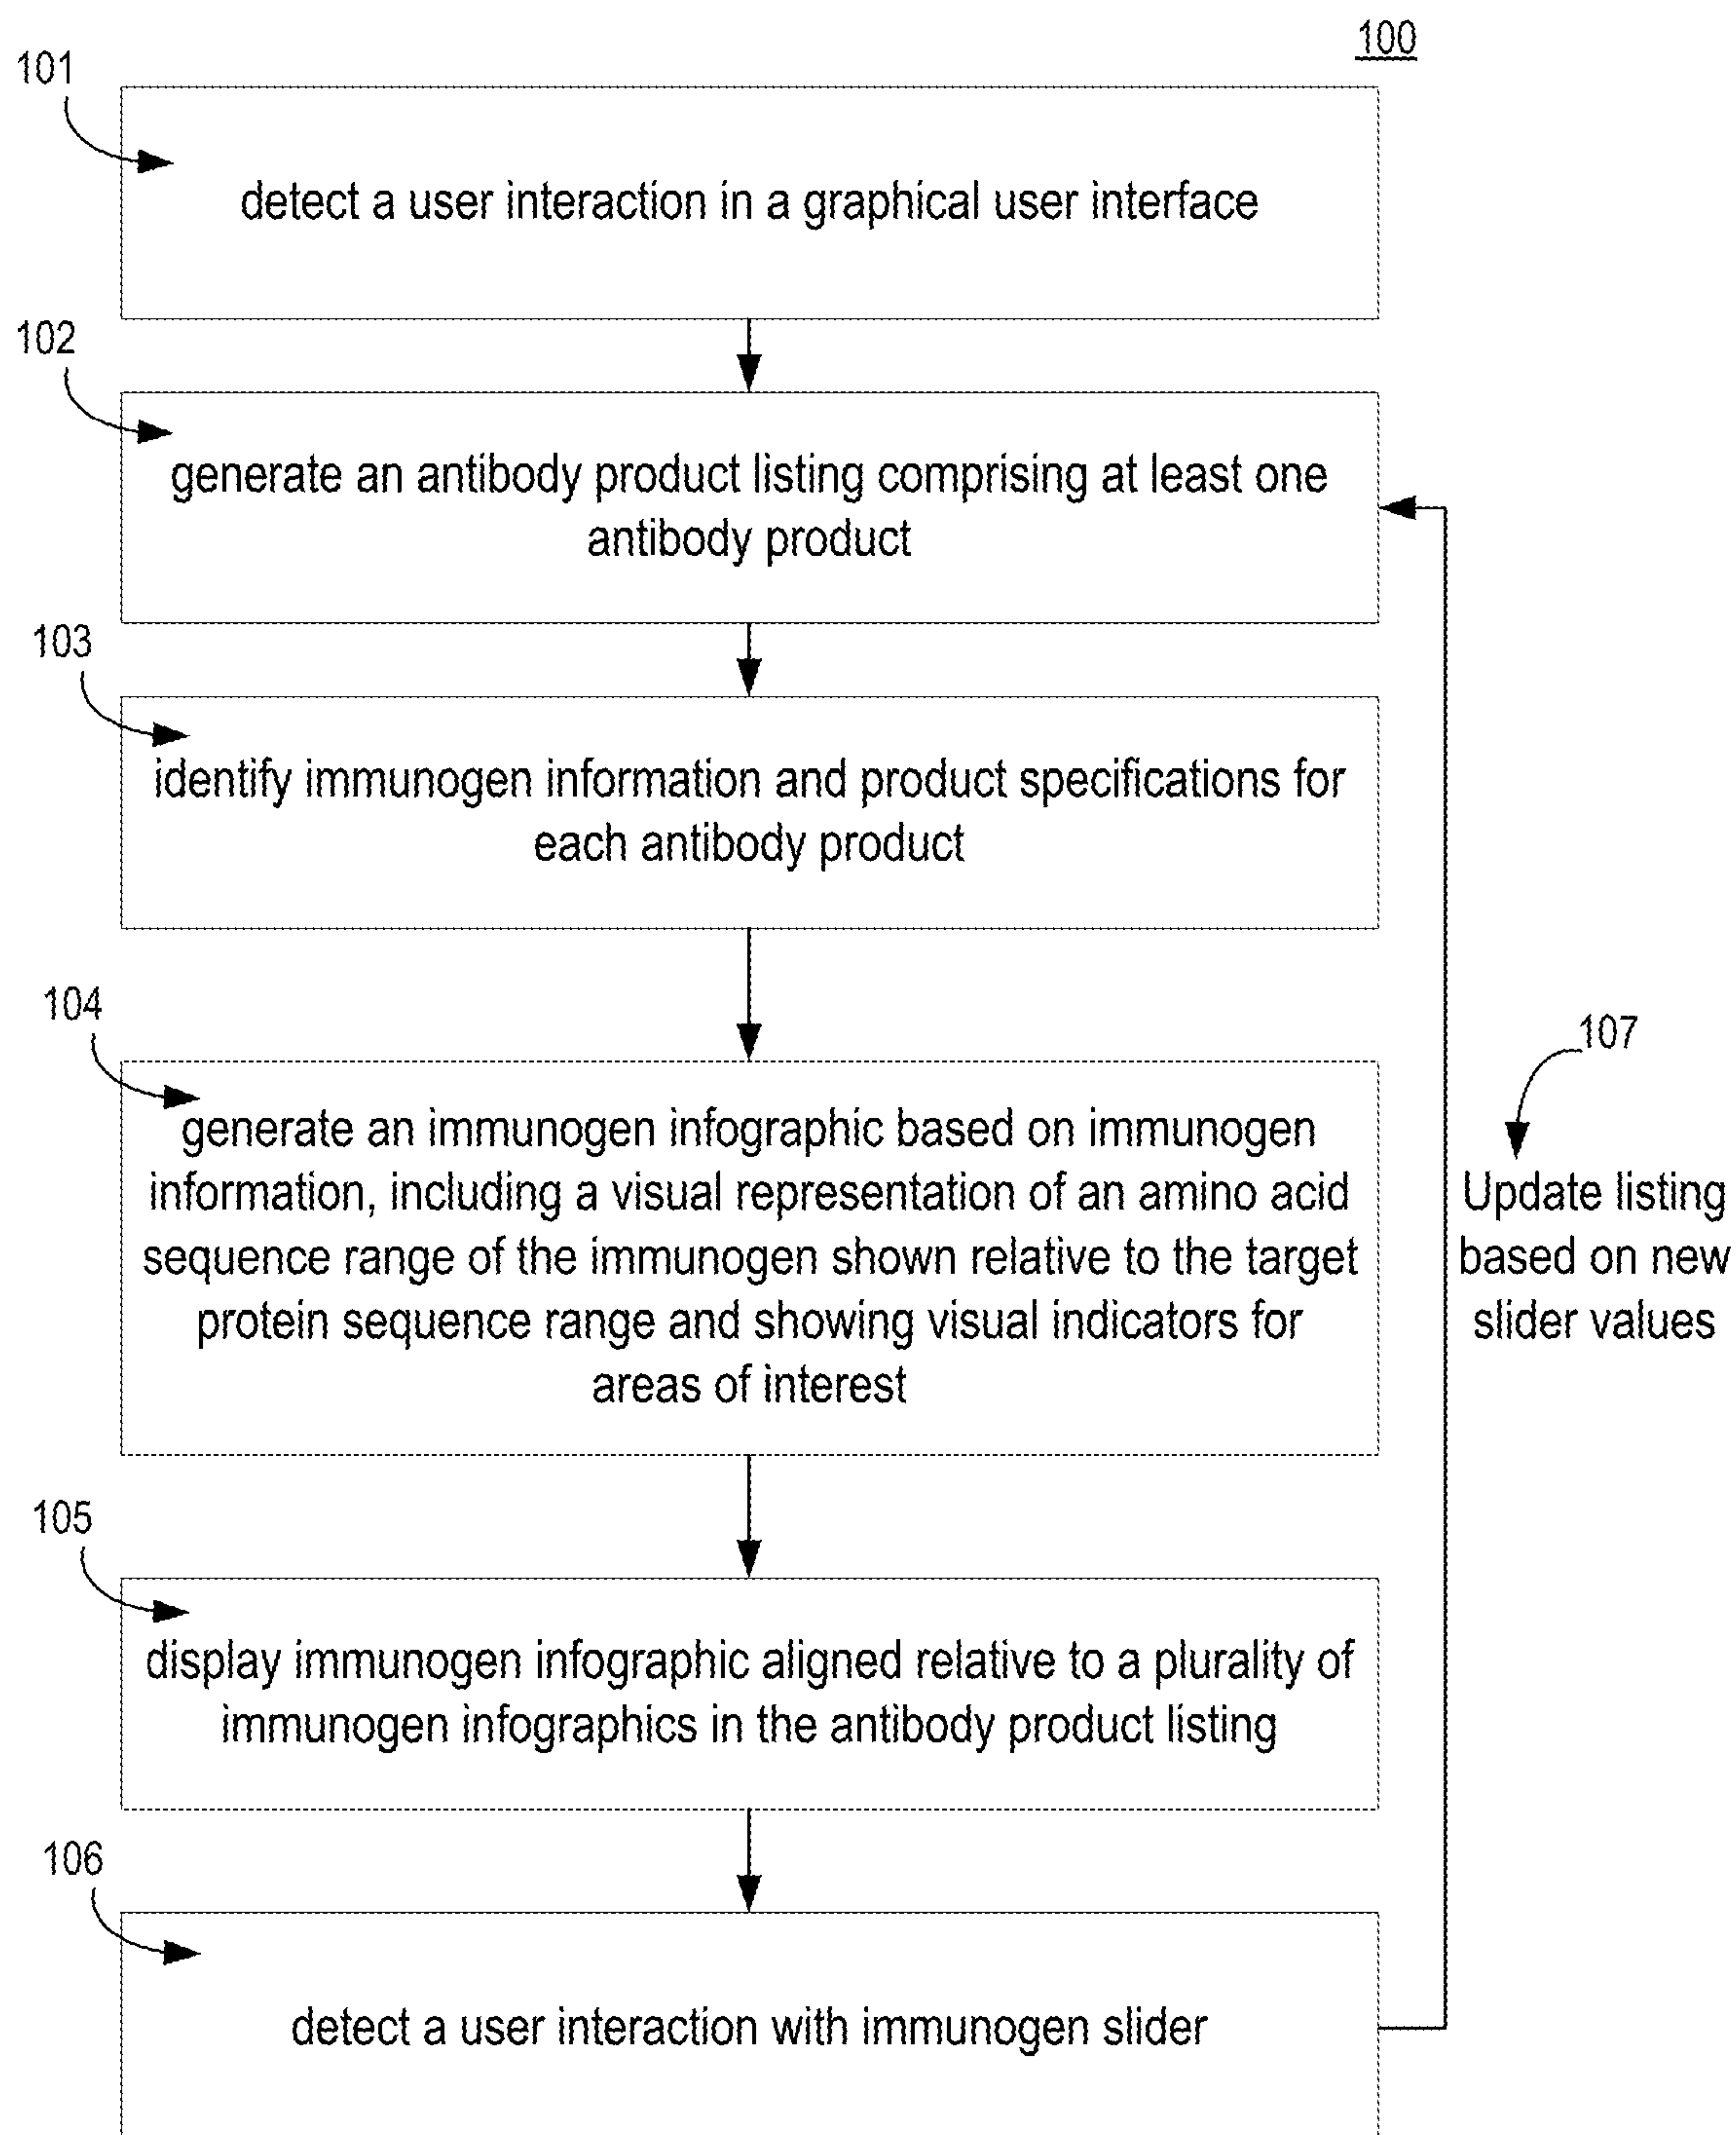 100
101
detect a user interaction in a graphical user interface
102
generate an antibody product listing comprising at least one
antibody product
103
identify immunogen information and product specifications for
each antibody product
104
generate an immunogen infographic based on immunogen
information, including a visual representation of an amino acid
sequence range of the immunogen shown relative to the target
protein sequence range and showing visual indicators for
areas of interest
107
Update listing
based on new
slider values
105
display immunogen infographic aligned relative to a plurality of
immunogen infographics in the antibody product listing
106
detect a user interaction with immunogen slider